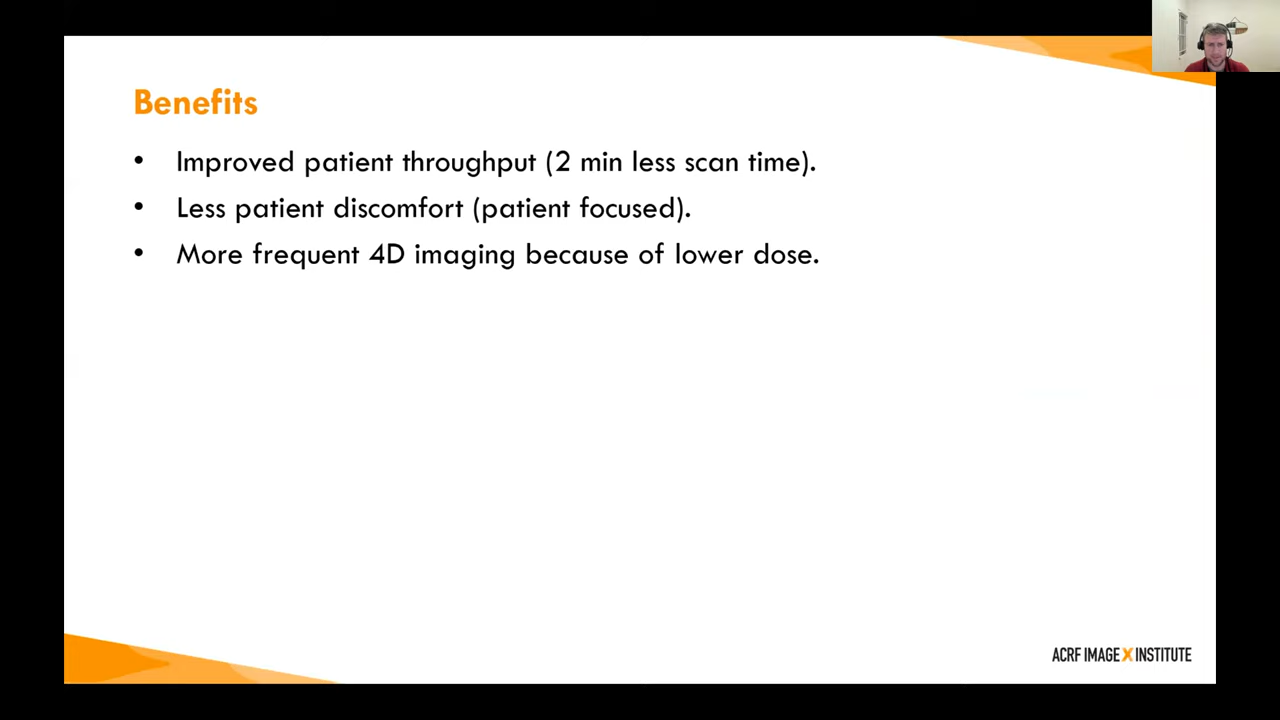 Benefits
• Improved patient throughput (2 min less scan time).
• Less patient discomfort (patient focused).
• More frequent 4D imaging because of lower dose.
ACRF IMAGE X INSTITUTE